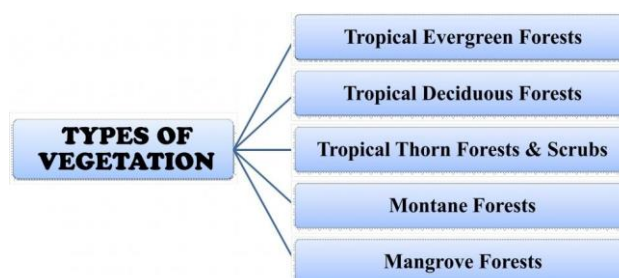 TYPES OF
VEGETATION
Tropical Evergreen Forests
Tropical Deciduous Forests
Tropical Thorn Forests & Scrubs
Montane Forests
Mangrove Forests